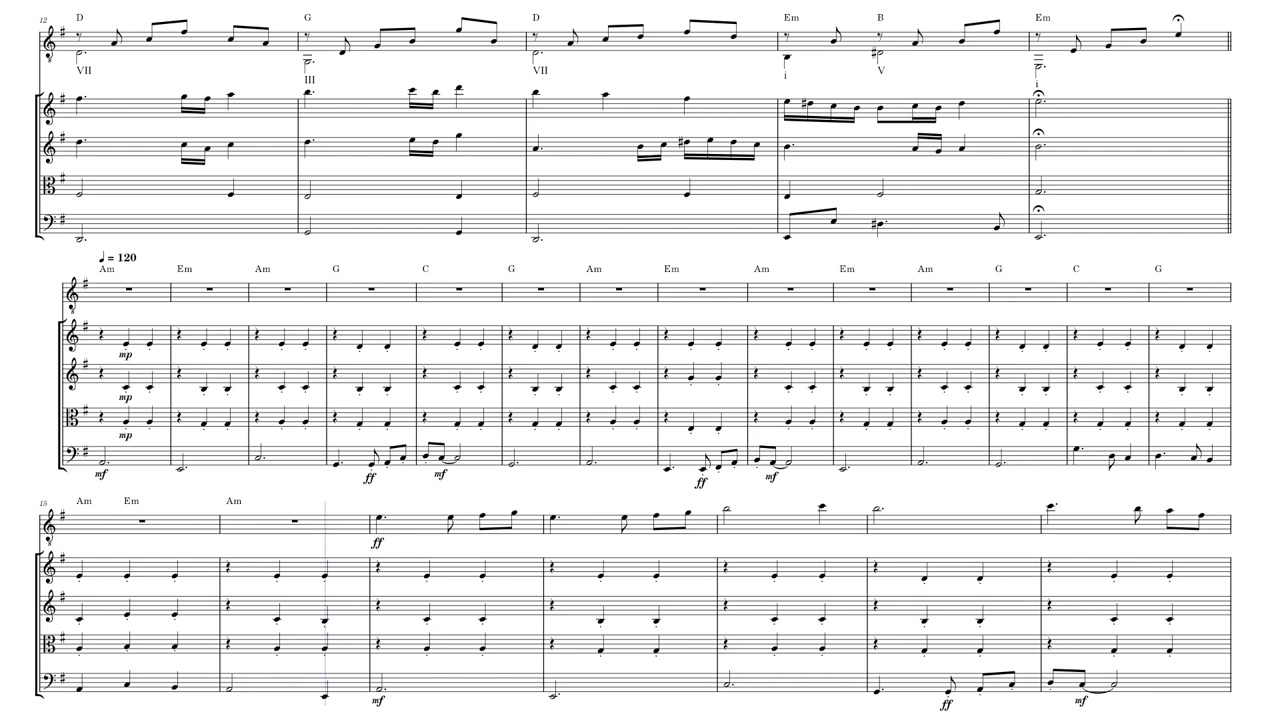 12
D G D Em B Em
VII III VII i V i
♩ = 120
Am Em Am G C G Am Em Am Em Am G C G
mp
mp
mp
mf ff mf ff mf
15
Am Em Am
ff
mf ff mf